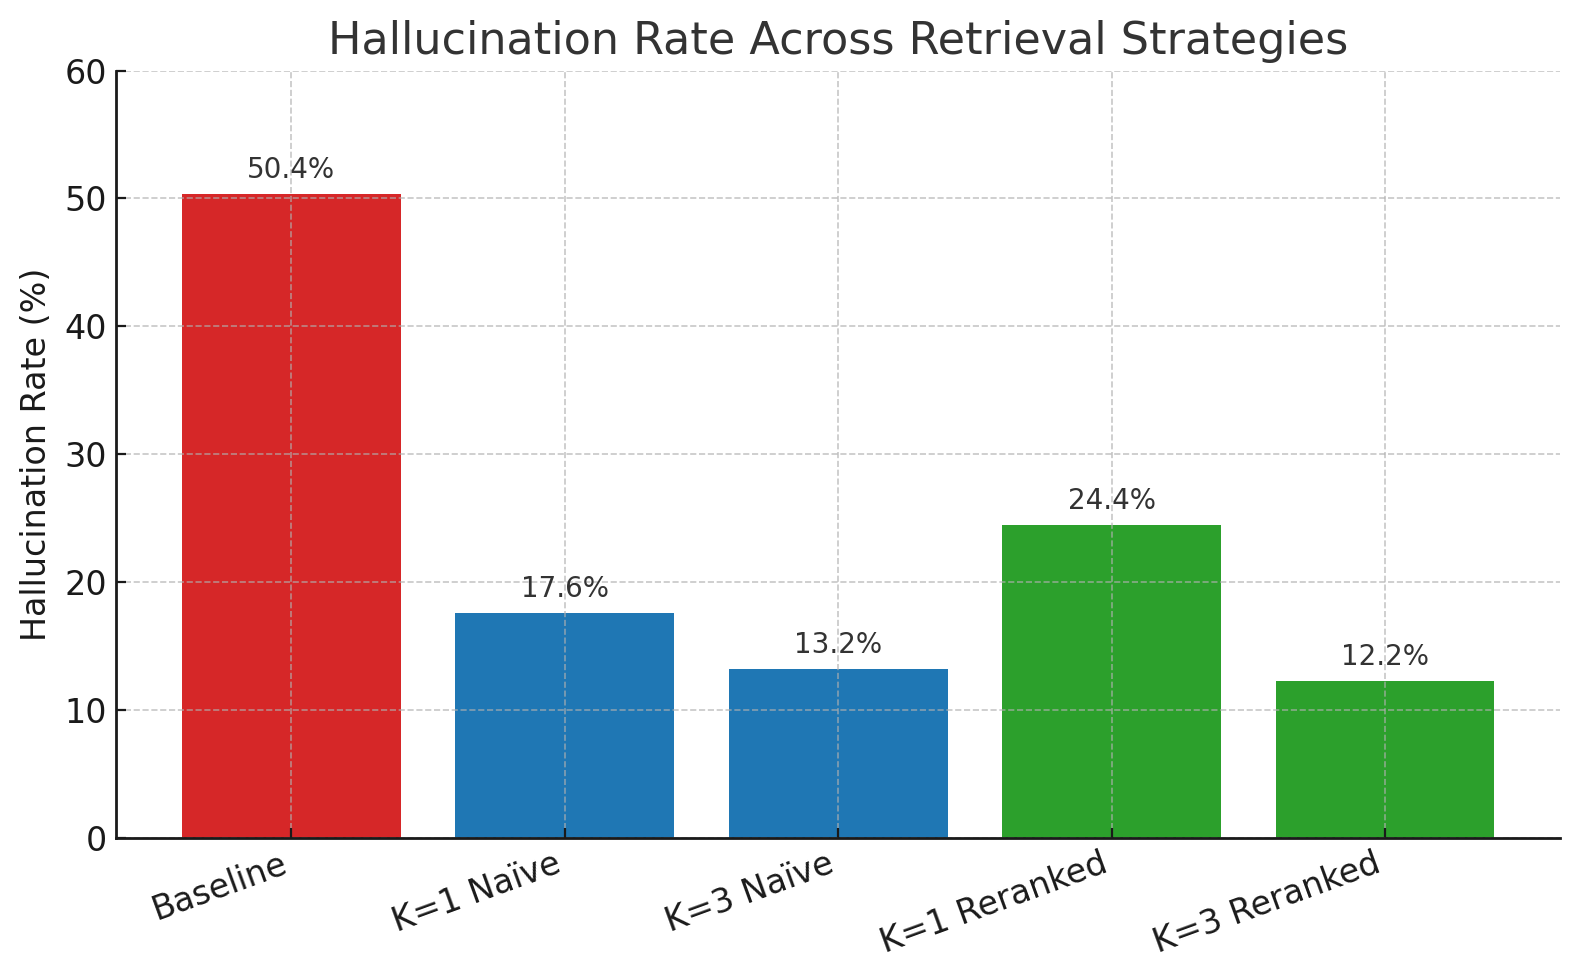 Hallucination Rate Across Retrieval Strategies
Hallucination Rate (%)
60
50
40
30
20
10
0
50.4%
17.6%
13.2%
24.4%
12.2%
Baseline
K=1 Naïve
K=3 Naïve
K=1 Reranked
K=3 Reranked